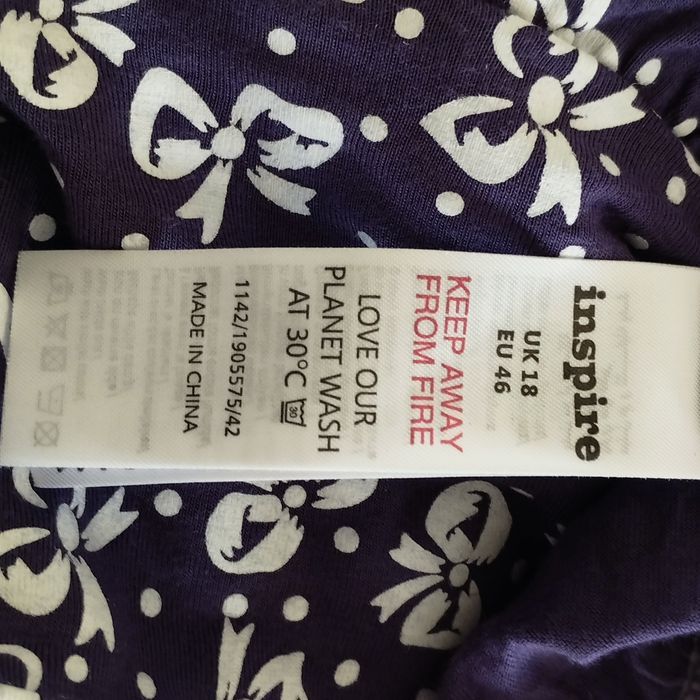 inspire
UK 18
EU 46
KEEP AWAY
FROM FIRE
LOVE OUR
PLANET WASH
AT 30°C 30
1142/1905575/42
MADE IN CHINA